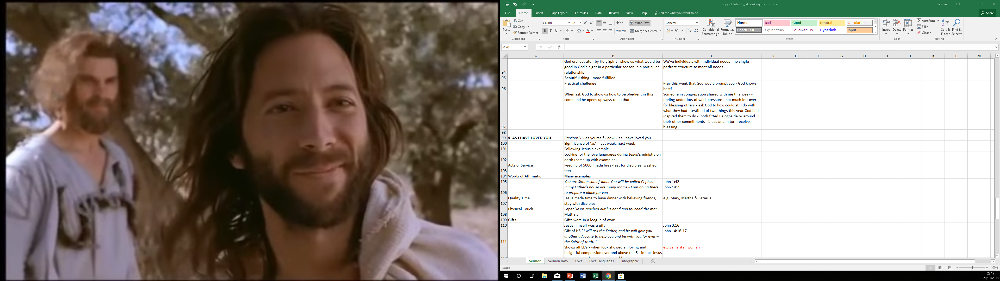 Copy of John 13_34 Looking In v2 - Excel
Sign in
File Home Insert Page Layout Formulas Data Review View Help Tell me what you want to do
Share
Paste
Cut
Copy
Format Painter
Clipboard
Calibri 12
B I U
Font
Wrap Text
Merge & Center
Alignment
General
Number
Conditional
Formatting
Format as
Table
Normal Bad Good Neutral Calculation
Check Cell Explanatory ... Followed Hy... Hyperlink Input
Styles
Insert Delete Format
Cells
AutoSum
Fill
Clear
Sort &
Filter
Find &
Select
Editing
A70
fx
A B C D E F G H I J K L M
God orchestrate - by Holy Spirit - show us what would be
good in God's sight in a particular season in a particular
relationship
We've individuals with individual needs - no single
perfrect structure to meet all needs
94
95 Beautiful thing - more fulfilled
Practical challenge
Pray this week that God would prompt you - God knows
best!
96
When ask God to show us how to be obedient in this
command he opens up ways to do that
Someone in congregation shared with me this week -
feeling under lots of work pressure - not much left over
for blessing others - ask God to how could still do with
what they had - testified of two things this year God had
inspired them to do - both fitted I alognside or around
their other commitments - bless and in turn receive
blessing.
97
98
99 5. AS I HAVE LOVED YOU Previously - as yourself - now - as I have loved you.
100 Significance of 'as' - last week, next week
101 Following Jesus's example
Looking for the love languages during Jesus's ministry on
earth (come up with examples)
102
Acts of Service Feeding of 5000, made breakfast for disciples, washed
feet
103
104 Words of Affirmation Many examples
105 You are Simon son of John. You will be called Cephas John 1:42
In my Father's house are many rooms - I am going there
to prepare a place for you
John 14:2
106
Quality Time Jesus made time to have dinner with believing friends,
stay with disciples
e.g. Mary, Martha & Lazarus
107
Physical Touch Leper 'Jesus reached out his hand and touched the man. '
Matt 8:3
108
109 Gifts Gifts were in a league of own:
110 Jesus himself was a gift John 3:16
Gift of HS ' I will ask the Father, and he will give you
another advocate to help you and be with you for ever –
the Spirit of truth. '
John 14:16-17
111
Shows all LL's - when look showed an loving and
insightful compassion over and above the 5 - in fact Jesus
e.g Samaritan woman
Sermon Sermon RAW Love Love Languages Infographic
Ready
100%
23:17
20/01/2018